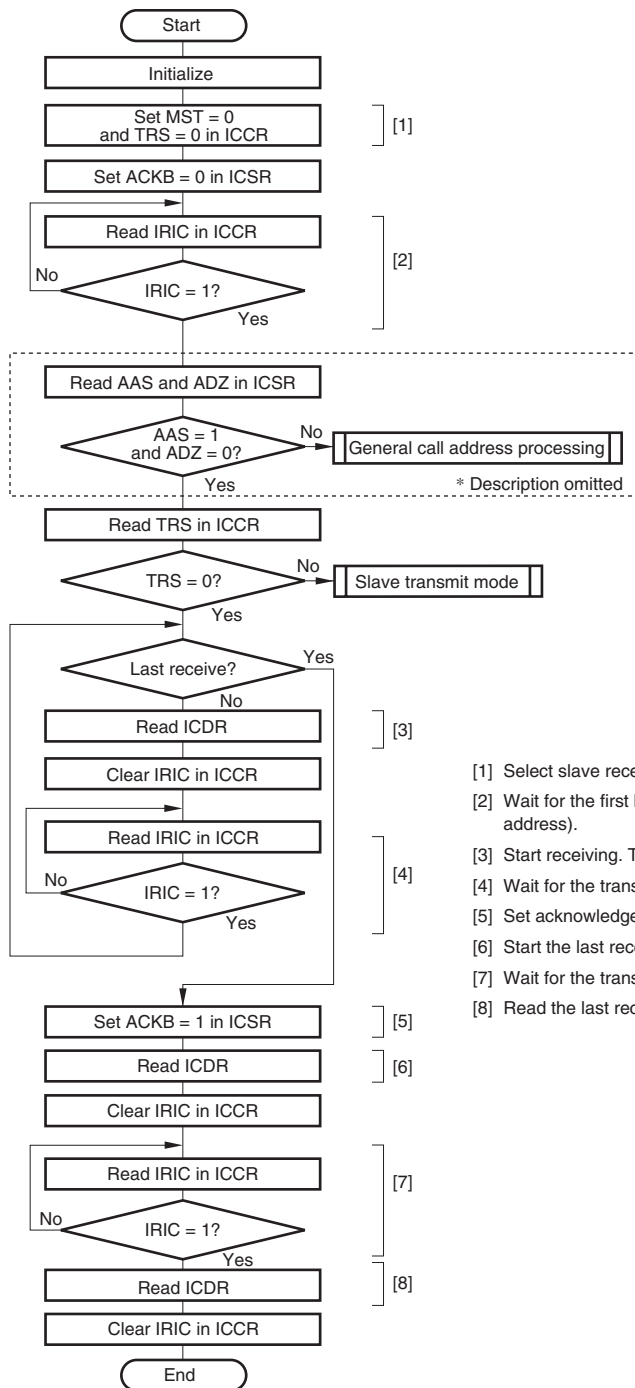 Start
Initialize
Set MST = 0
and TRS = 0 in ICCR
[1]
Set ACKB = 0 in ICSR
Read IRIC in ICCR
[2]
No
IRIC = 1?
Yes
Read AAS and ADZ in ICSR
AAS = 1
and ADZ = 0?
No
General call address processing
Yes
* Description omitted
Read TRS in ICCR
TRS = 0?
No
Slave transmit mode
Yes
Last receive?
Yes
No
Read ICDR
[3]
Clear IRIC in ICCR
Read IRIC in ICCR
[4]
No
IRIC = 1?
Yes
[1] Select slave rece
[2] Wait for the first
address).
[3] Start receiving. T
[4] Wait for the trans
[5] Set acknowledge
[6] Start the last rece
[7] Wait for the trans
[8] Read the last rec
Set ACKB = 1 in ICSR
[5]
Read ICDR
[6]
Clear IRIC in ICCR
Read IRIC in ICCR
[7]
No
IRIC = 1?
Yes
Read ICDR
[8]
Clear IRIC in ICCR
End